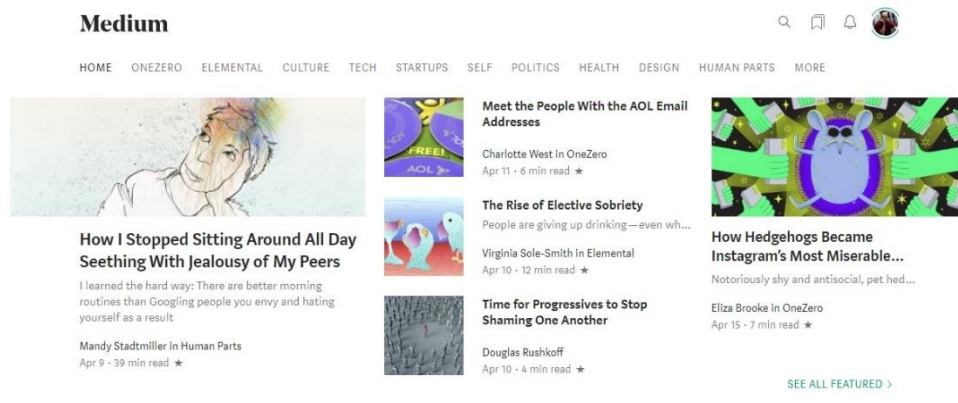 Medium
HOME ONEZERO ELEMENTAL CULTURE TECH STARTUPS SELF POLITICS HEALTH DESIGN HUMAN PARTS MORE
How I Stopped Sitting Around All Day
Seething With Jealousy of My Peers
I learned the hard way: There are better morning
routines than Googling people you envy and hating
yourself as a result
Mandy Stadtmiller in Human Parts
Apr 9 · 39 min read ★
FREE!
AOL
Meet the People With the AOL Email
Addresses
Charlotte West in OneZero
Apr 11 · 6 min read ★
The Rise of Elective Sobriety
People are giving up drinking — even wh...
Virginia Sole-Smith in Elemental
Apr 10 · 12 min read ★
Time for Progressives to Stop
Shaming One Another
Douglas Rushkoff
Apr 10 · 4 min read ★
How Hedgehogs Became
Instagram's Most Miserable...
Notoriously shy and antisocial, pet hed...
Eliza Brooke in OneZero
Apr 15 · 7 min read ★
SEE ALL FEATURED >